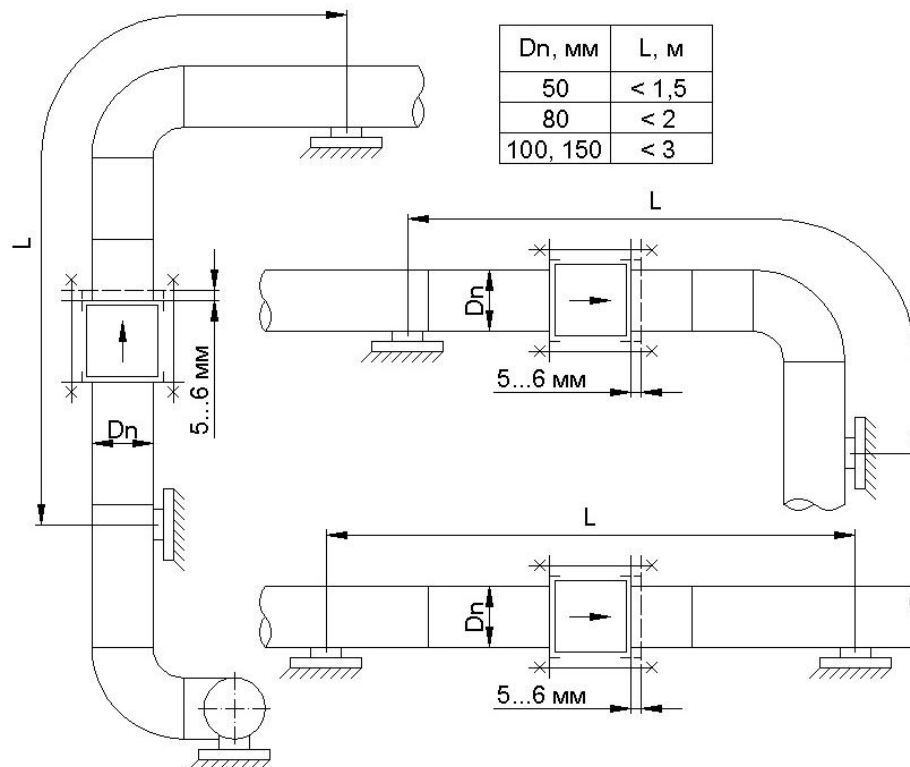 Dn, мм L, м
50 < 1,5
80 < 2
100, 150 < 3
L
L
Dn
5...6 мм
5...6 мм
Dn
L
Dn
5...6 мм